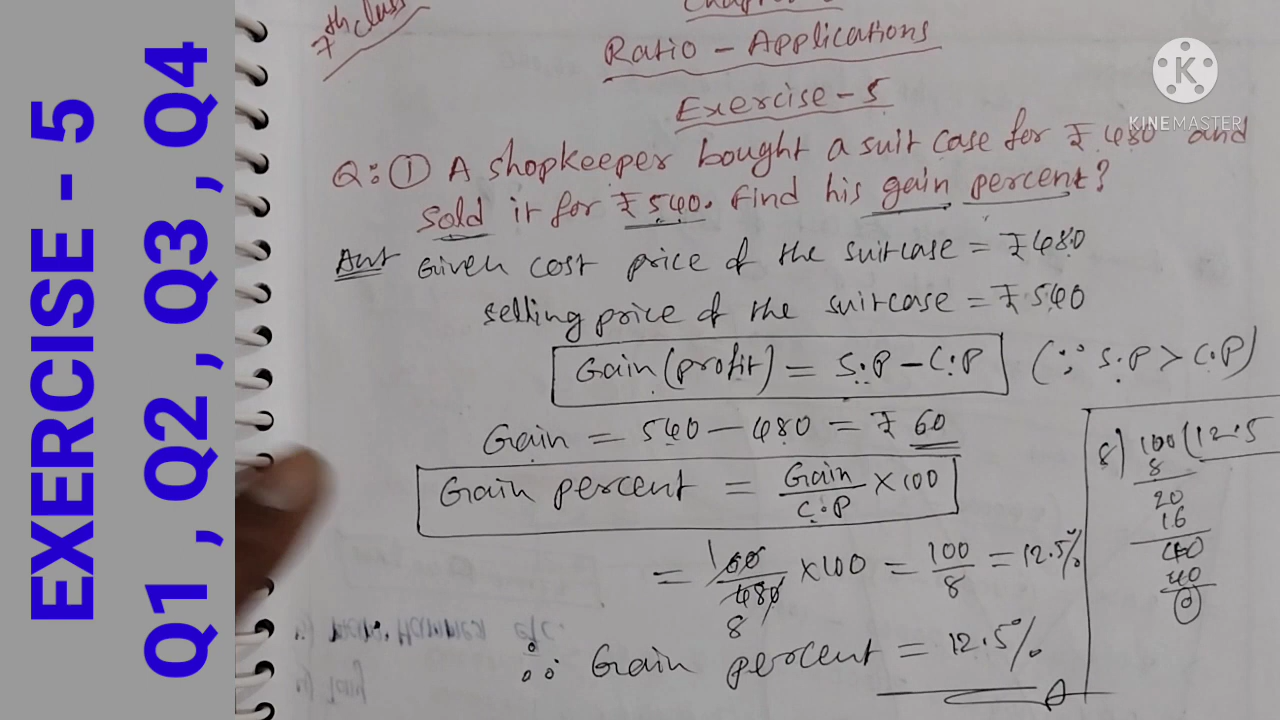 EXERCISE - 5
Q1 , Q2 , Q3 , Q4
7th class
Ratio - Applications
Exercise - 5
K
KINEMASTER
Q:① A shopkeeper bought a suit case for ₹480 and
sold it for ₹540. Find his gain percent?
Ans Given cost price of the suitcase = ₹480
selling price of the suitcase = ₹540
Gain (profit) = S.P - C.P (∵ S.P > C.P)
Gain = 540 - 480 = ₹ 60
Gain percent = Gain/C.P × 100
= 60/480 × 100 = 100/8 = 12.5%
1
8
∴ Gain percent = 12.5%
8) 100 (12.5
8
20
16
40
40
0